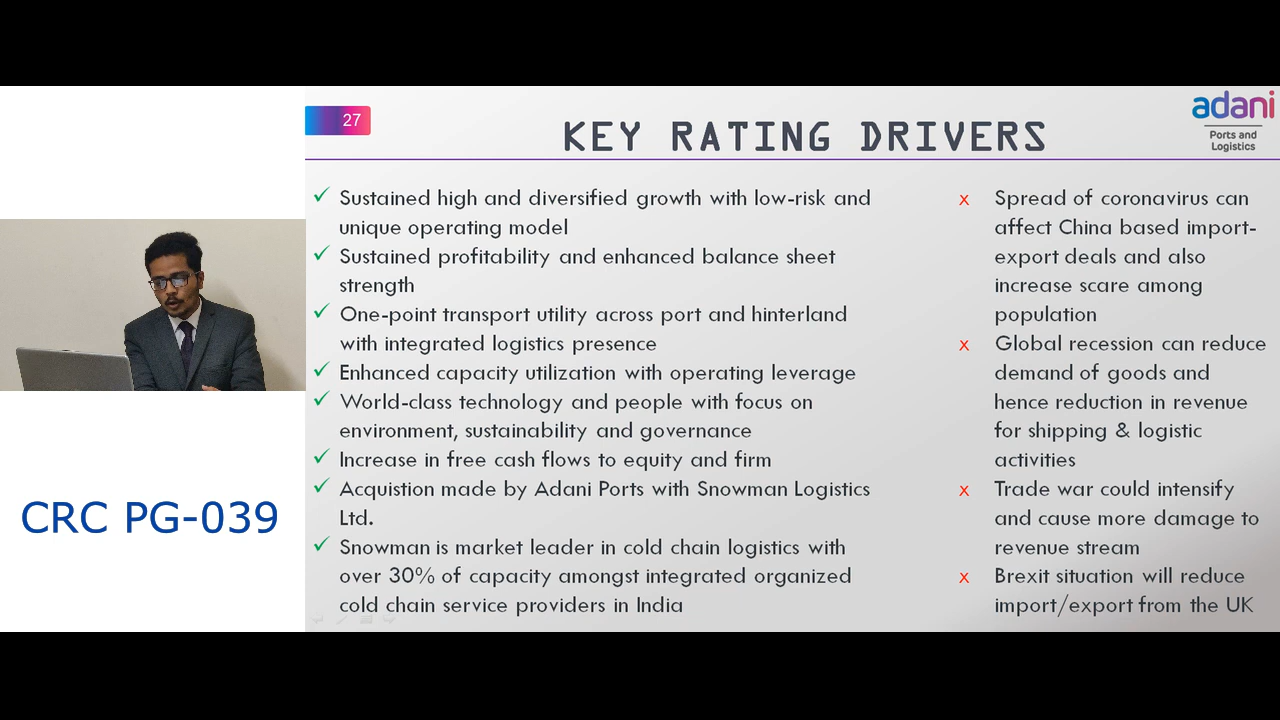 27
KEY RATING DRIVERS
adani
Ports and
Logistics
✓ Sustained high and diversified growth with low-risk and
unique operating model
✓ Sustained profitability and enhanced balance sheet
strength
✓ One-point transport utility across port and hinterland
with integrated logistics presence
✓ Enhanced capacity utilization with operating leverage
✓ World-class technology and people with focus on
environment, sustainability and governance
✓ Increase in free cash flows to equity and firm
✓ Acquistion made by Adani Ports with Snowman Logistics
Ltd.
✓ Snowman is market leader in cold chain logistics with
over 30% of capacity amongst integrated organized
cold chain service providers in India
x Spread of coronavirus can
affect China based import-
export deals and also
increase scare among
population
x Global recession can reduce
demand of goods and
hence reduction in revenue
for shipping & logistic
activities
x Trade war could intensify
and cause more damage to
revenue stream
x Brexit situation will reduce
import/export from the UK
CRC PG-039